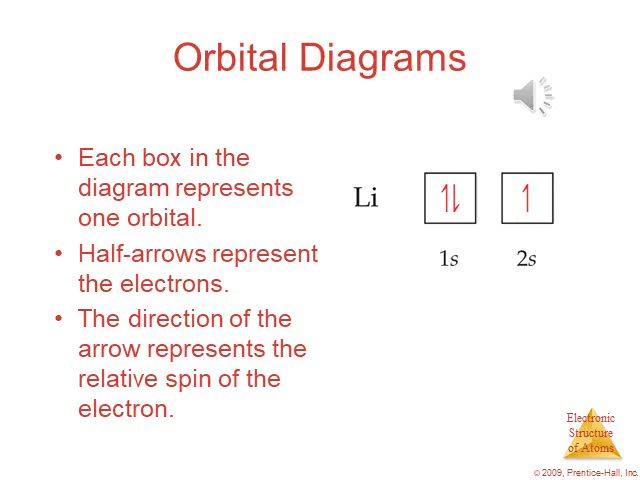 Orbital Diagrams
• Each box in the
diagram represents
one orbital.
• Half-arrows represent
the electrons.
• The direction of the
arrow represents the
relative spin of the
electron.
Li
1s 2s
Electronic
Structure
of Atoms
© 2009, Prentice-Hall, Inc.